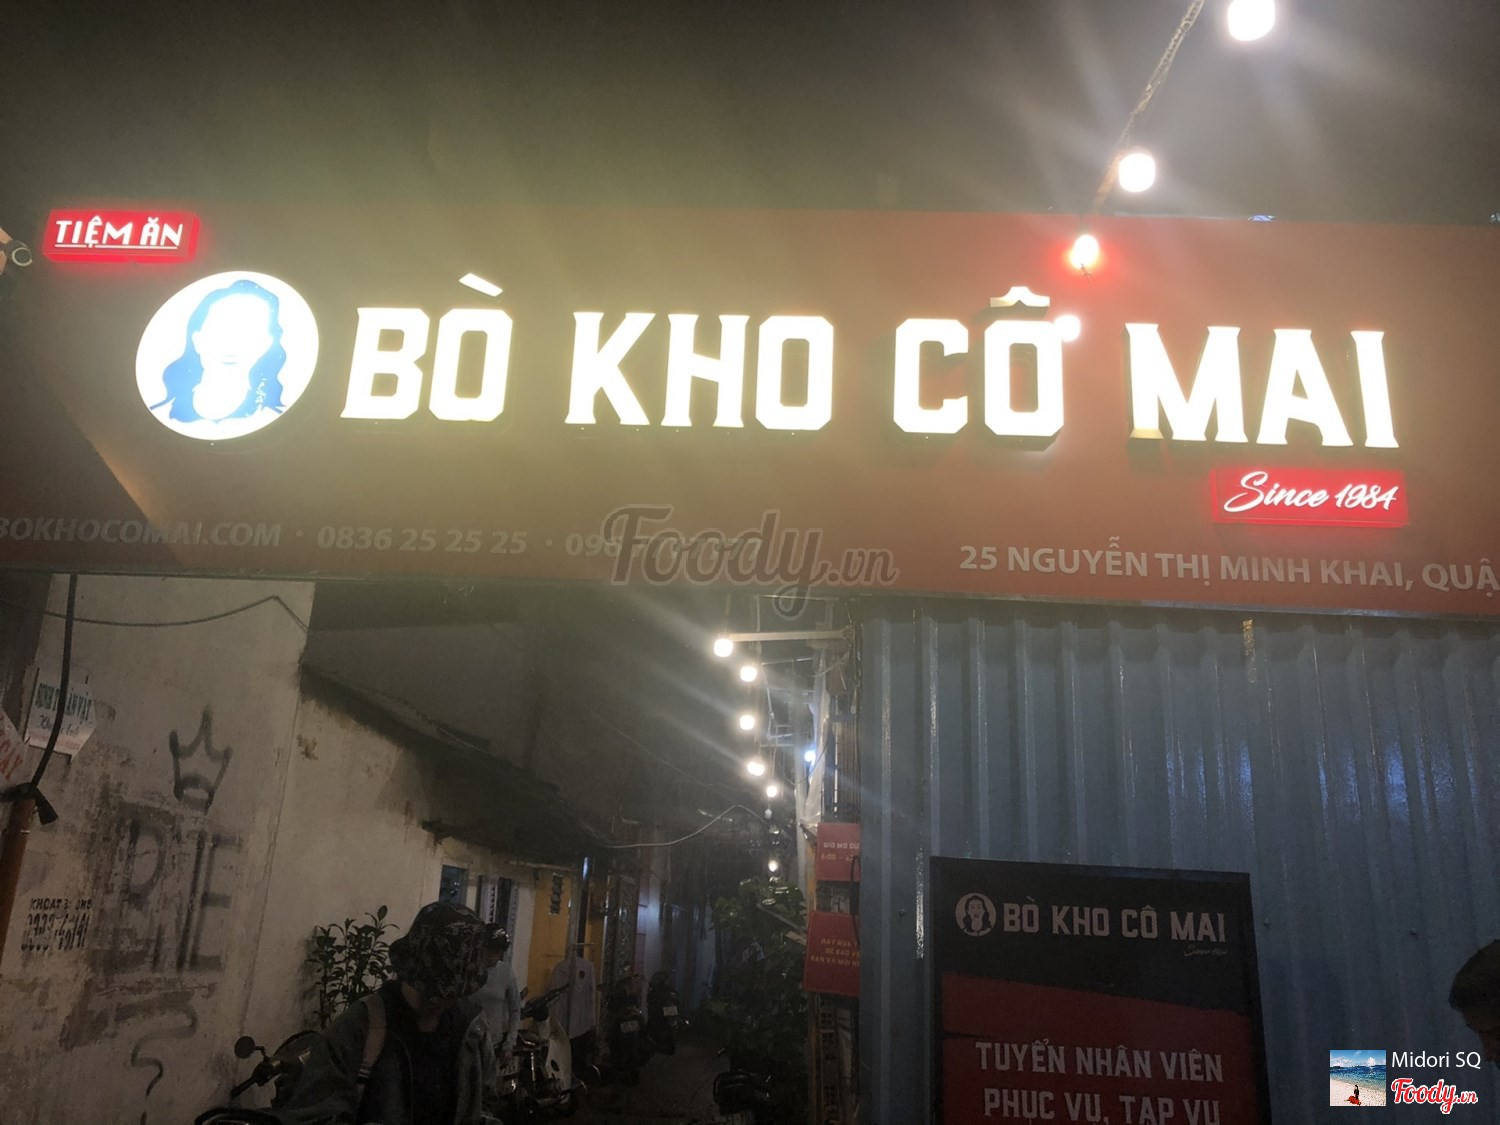 TIỆM ĂN
BÒ KHO CÔ MAI
Since 1984
BOKHOCOMAI.COM · 0836 25 25 25 ·
25 NGUYỄN THỊ MINH KHAI, QUẬ
Foody.vn
BÒ KHO CÔ MAI
TUYỂN NHÂN VIÊN
PHỤC VỤ, TẠP VỤ
Midori SQ
Foody.vn